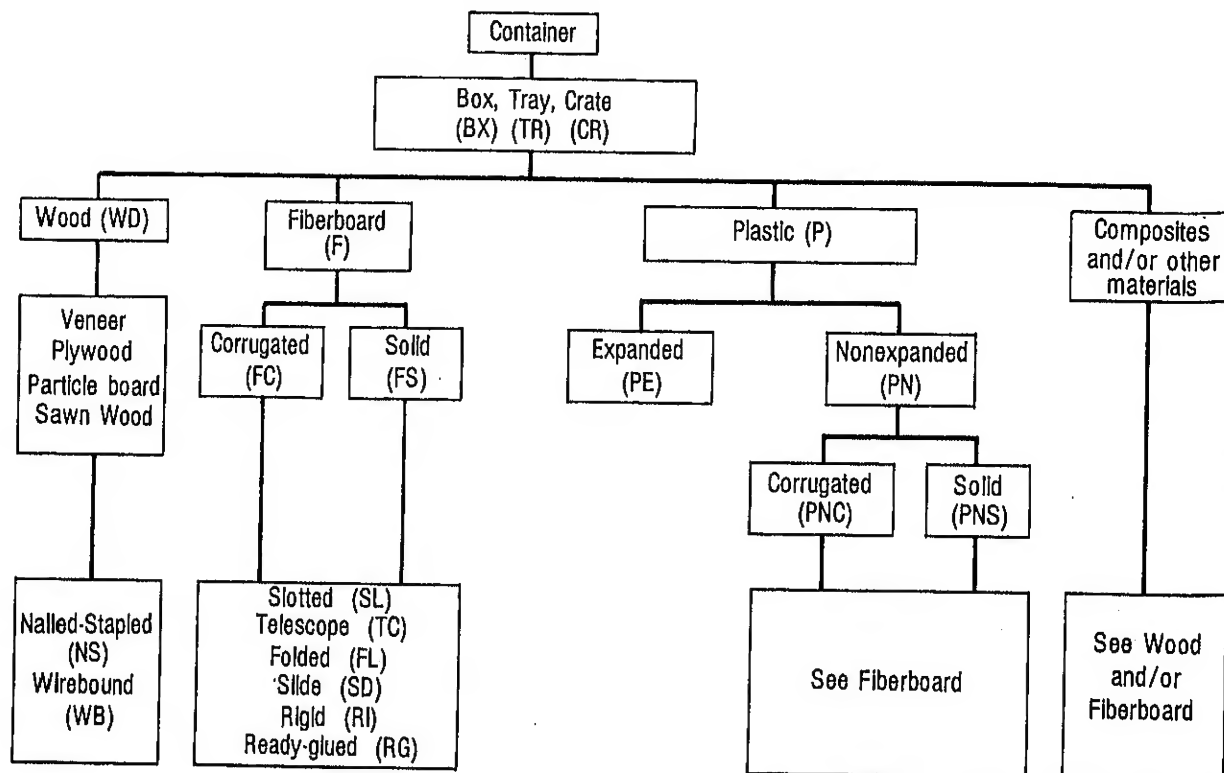 Container
Box, Tray, Crate
(BX) (TR) (CR)
Wood (WD)
Fiberboard
(F)
Plastic (P)
Composites
and/or other
materials
Veneer
Plywood
Particle board
Sawn Wood
Corrugated
(FC)
Solid
(FS)
Expanded
(PE)
Nonexpanded
(PN)
Corrugated
(PNC)
Solid
(PNS)
Nailed-Stapled
(NS)
Wirebound
(WB)
Slotted (SL)
Telescope (TC)
Folded (FL)
Slide (SD)
Rigid (RI)
Ready-glued (RG)
See Fiberboard
See Wood
and/or
Fiberboard